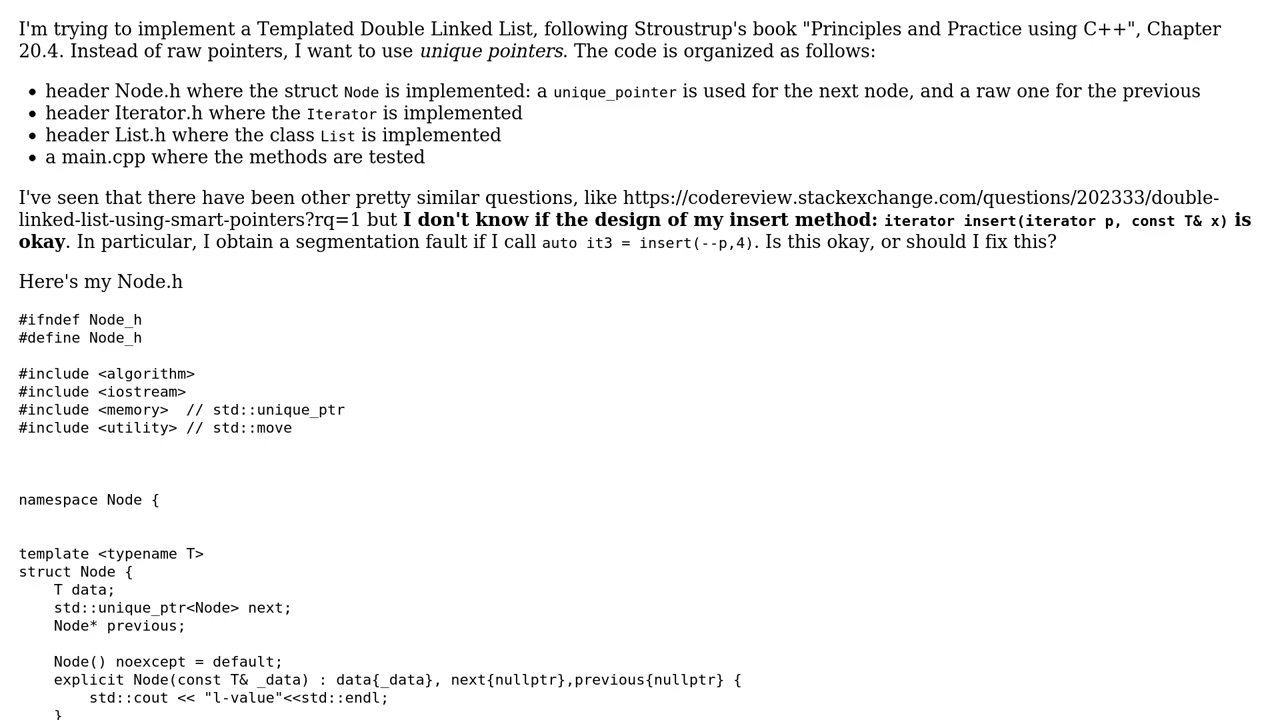 I'm trying to implement a Templated Double Linked List, following Stroustrup's book "Principles and Practice using C++", Chapter
20.4. Instead of raw pointers, I want to use unique pointers. The code is organized as follows:
• header Node.h where the struct Node is implemented: a unique_pointer is used for the next node, and a raw one for the previous
• header Iterator.h where the Iterator is implemented
• header List.h where the class List is implemented
• a main.cpp where the methods are tested
I've seen that there have been other pretty similar questions, like https://codereview.stackexchange.com/questions/202333/double-
linked-list-using-smart-pointers?rq=1 but I don't know if the design of my insert method: iterator insert(iterator p, const T& x) is
okay. In particular, I obtain a segmentation fault if I call auto it3 = insert(--p,4). Is this okay, or should I fix this?
Here's my Node.h
#ifndef Node_h
#define Node_h
#include <algorithm>
#include <iostream>
#include <memory>  // std::unique_ptr
#include <utility> // std::move
namespace Node {
template <typename T>
struct Node {
    T data;
    std::unique_ptr<Node> next;
    Node* previous;
    Node() noexcept = default;
    explicit Node(const T& _data) : data{_data}, next{nullptr},previous{nullptr} {
        std::cout << "l-value"<<std::endl;
    }